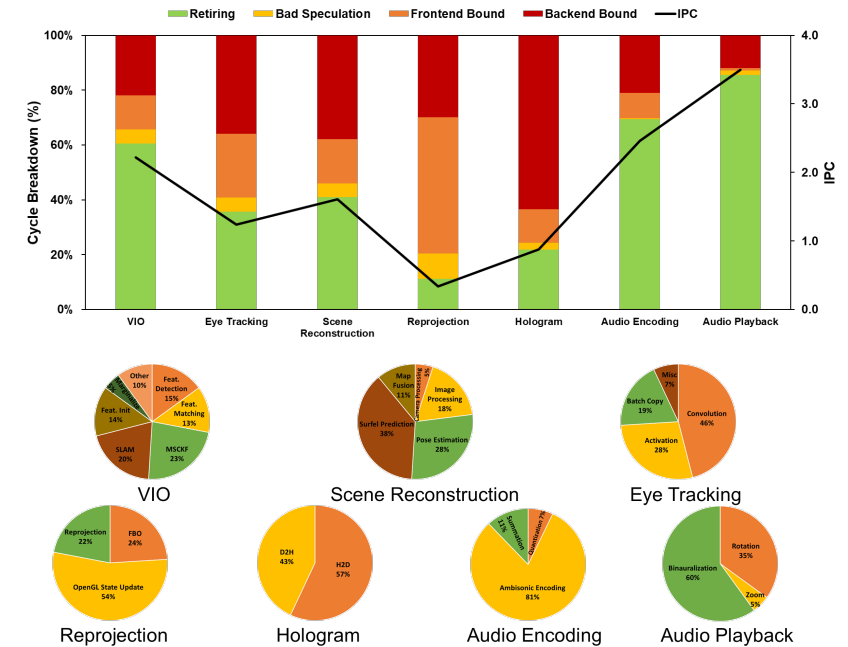 Retiring Bad Speculation Frontend Bound Backend Bound IPC
100%
80%
60%
40%
20%
0%
Cycle Breakdown (%)
4.0
3.0
2.0
1.0
0.0
IPC
VIO
Eye Tracking
Scene
Reconstruction
Reprojection
Hologram
Audio Encoding
Audio Playback
Other
10%
Feat.
Detection
15%
Feat.
Matching
13%
MSCKF
23%
SLAM
20%
Feat. Init
14%
5%
VIO
Map
Fusion
11%
Camera Processing
5%
Image
Processing
18%
Pose Estimation
28%
Surfel Prediction
38%
Scene Reconstruction
Misc
7%
Batch Copy
19%
Convolution
46%
Activation
28%
Eye Tracking
Reprojection
22%
FBO
24%
OpenGL State Update
54%
Reprojection
D2H
43%
H2D
57%
Hologram
Summation
11%
Quantization 7%
Ambisonic Encoding
81%
Audio Encoding
Rotation
35%
Binauralization
60%
Zoom
5%
Audio Playback